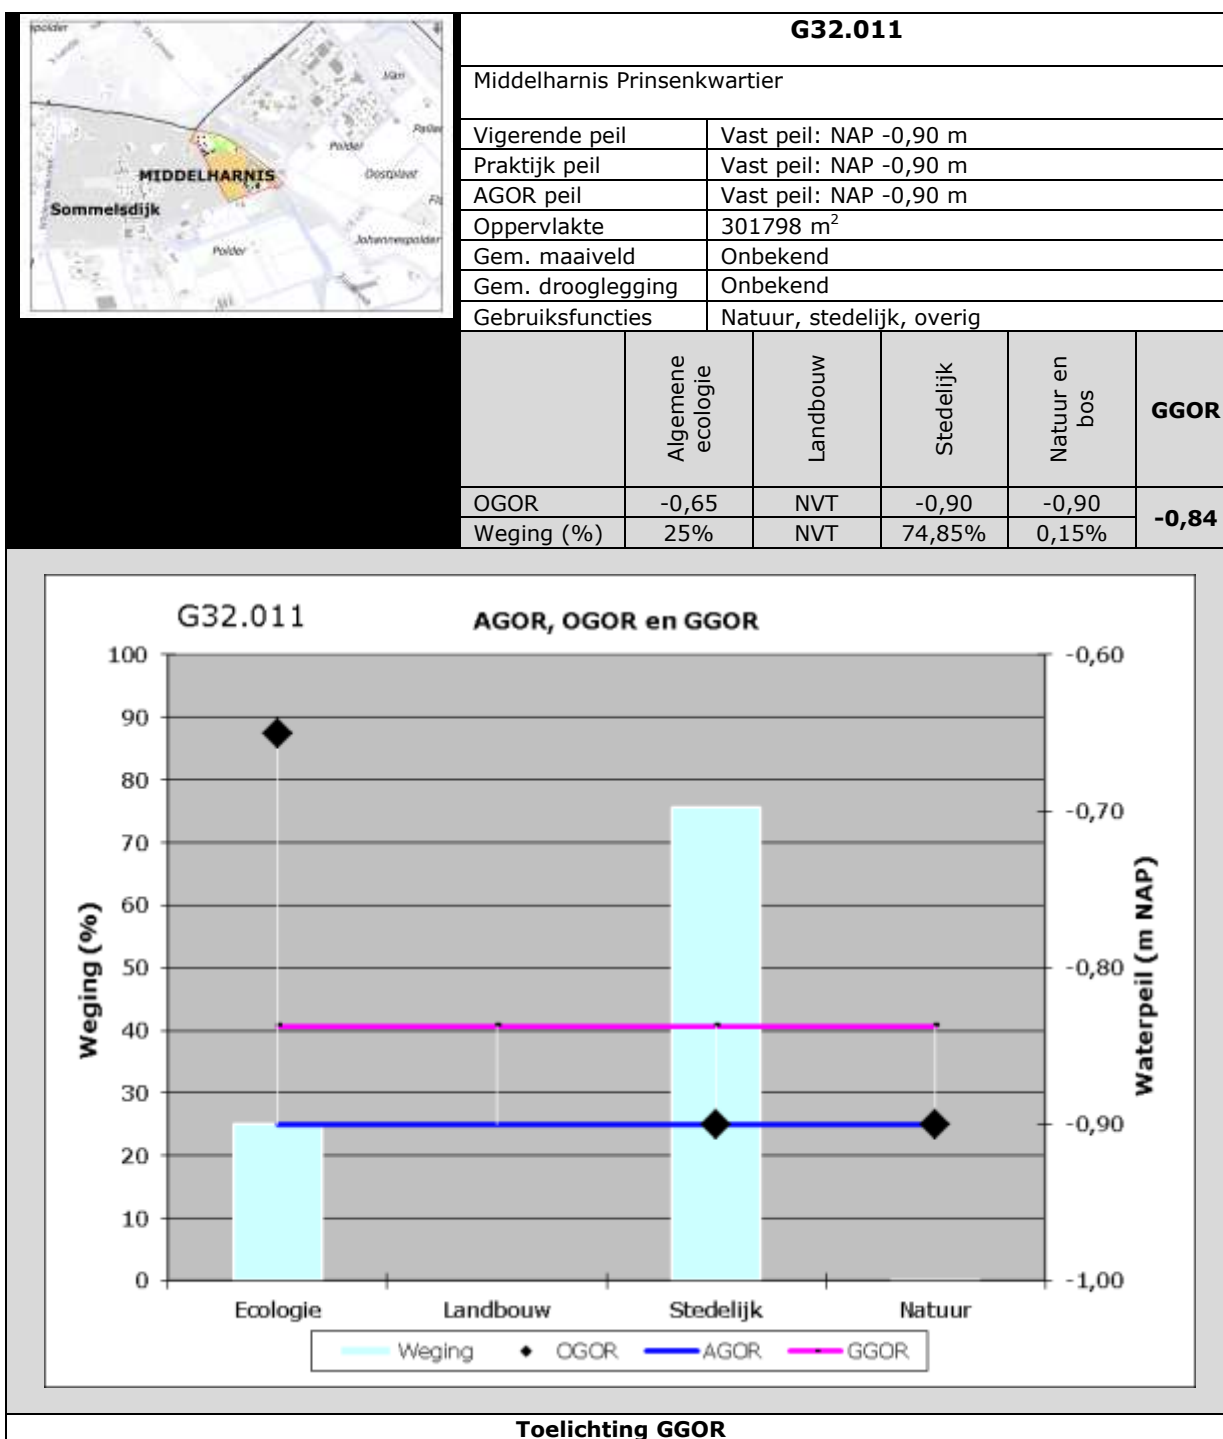 G32.011
Middelharnis Prinsenkwartier
Vigerende peil Vast peil: NAP -0,90 m
Praktijk peil Vast peil: NAP -0,90 m
AGOR peil Vast peil: NAP -0,90 m
Oppervlakte 301798 m²
Gem. maaiveld Onbekend
Gem. drooglegging Onbekend
Gebruiksfuncties Natuur, stedelijk, overig
MIDDELHARNIS
Sommelsdijk
Polder
Polder
Oostplaat
Johannespolder
Van
Algemene ecologie Landbouw Stedelijk Natuur en bos GGOR
OGOR -0,65 NVT -0,90 -0,90 -0,84
Weging (%) 25% NVT 74,85% 0,15%
G32.011 AGOR, OGOR en GGOR
100 -0,60
90
80
70 -0,70
60
50 -0,80
40
30
20 -0,90
10
0 -1,00
Weging (%)
Waterpeil (m NAP)
Ecologie Landbouw Stedelijk Natuur
Weging OGOR AGOR GGOR
Toelichting GGOR